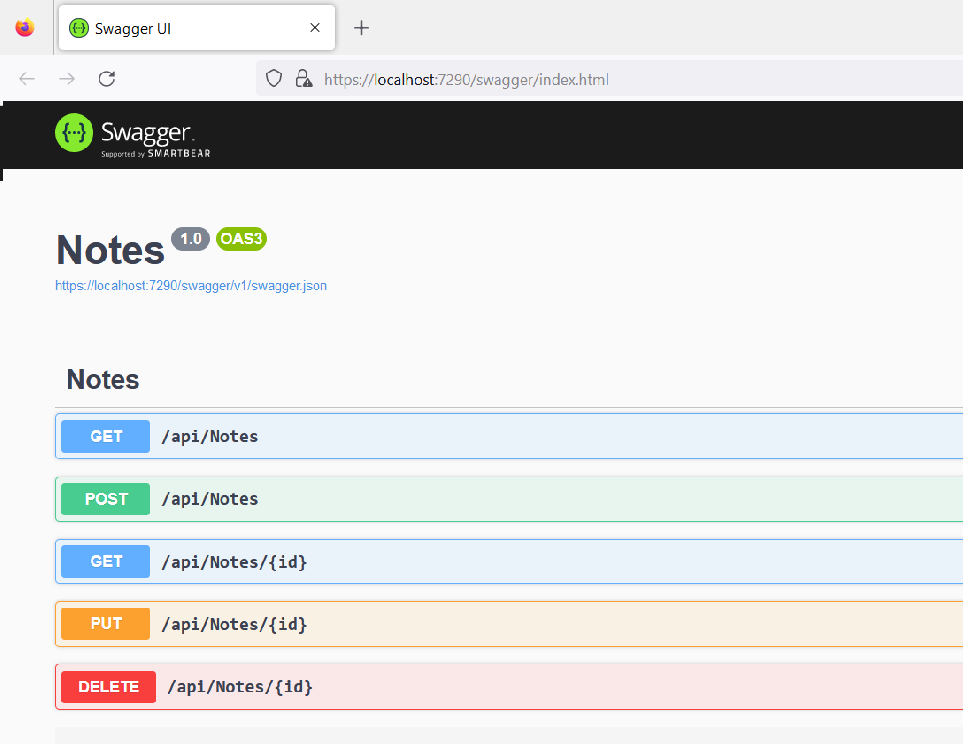 Swagger UI
https://localhost:7290/swagger/index.html
Swagger.
Supported by SMARTBEAR
Notes 1.0 OAS3
https://localhost:7290/swagger/v1/swagger.json
Notes
GET /api/Notes
POST /api/Notes
GET /api/Notes/{id}
PUT /api/Notes/{id}
DELETE /api/Notes/{id}